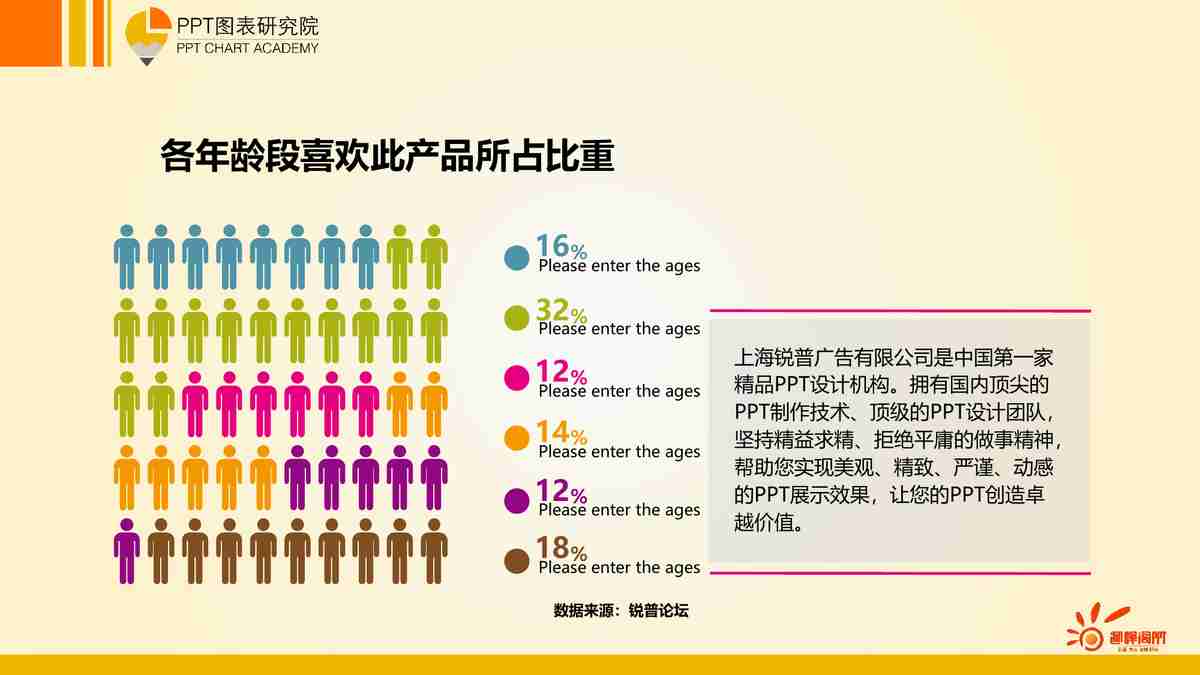 PPT图表研究院
PPT CHART ACADEMY
各年龄段喜欢此产品所占比重
16%
Please enter the ages
32%
Please enter the ages
12%
Please enter the ages
14%
Please enter the ages
12%
Please enter the ages
18%
Please enter the ages
上海锐普广告有限公司是中国第一家
精品PPT设计机构。拥有国内顶尖的
PPT制作技术、顶级的PPT设计团队，
坚持精益求精、拒绝平庸的做事精神，
帮助您实现美观、精致、严谨、动感
的PPT展示效果，让您的PPT创造卓
越价值。
数据来源：锐普论坛